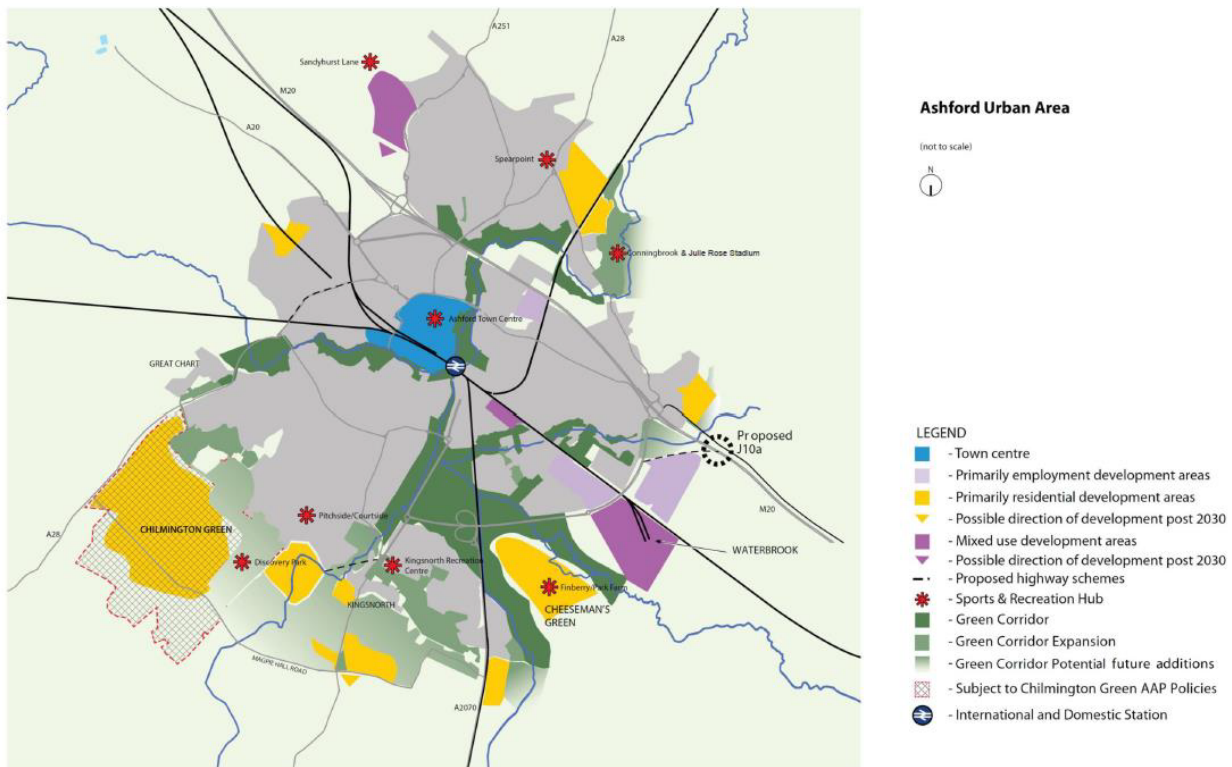 A251
A28
Sandyhurst Lane
M20
A20
Spearpoint
Conningbrook & Julie Rose Stadium
Ashford Town Centre
GREAT CHART
Proposed
J10a
M20
CHILMINGTON GREEN
Pitchside/Courtside
A28
WATERBROOK
Discovery Park
Kingsnorth Recreation
Centre
Finberry/Park Farm
KINGSNORTH
CHEESEMAN'S
GREEN
MAGPIE HALL ROAD
A2070
Ashford Urban Area
(not to scale)
N
LEGEND
- Town centre
- Primarily employment development areas
- Primarily residential development areas
- Possible direction of development post 2030
- Mixed use development areas
- Possible direction of development post 2030
- Proposed highway schemes
- Sports & Recreation Hub
- Green Corridor
- Green Corridor Expansion
- Green Corridor Potential future additions
- Subject to Chilmington Green AAP Policies
- International and Domestic Station